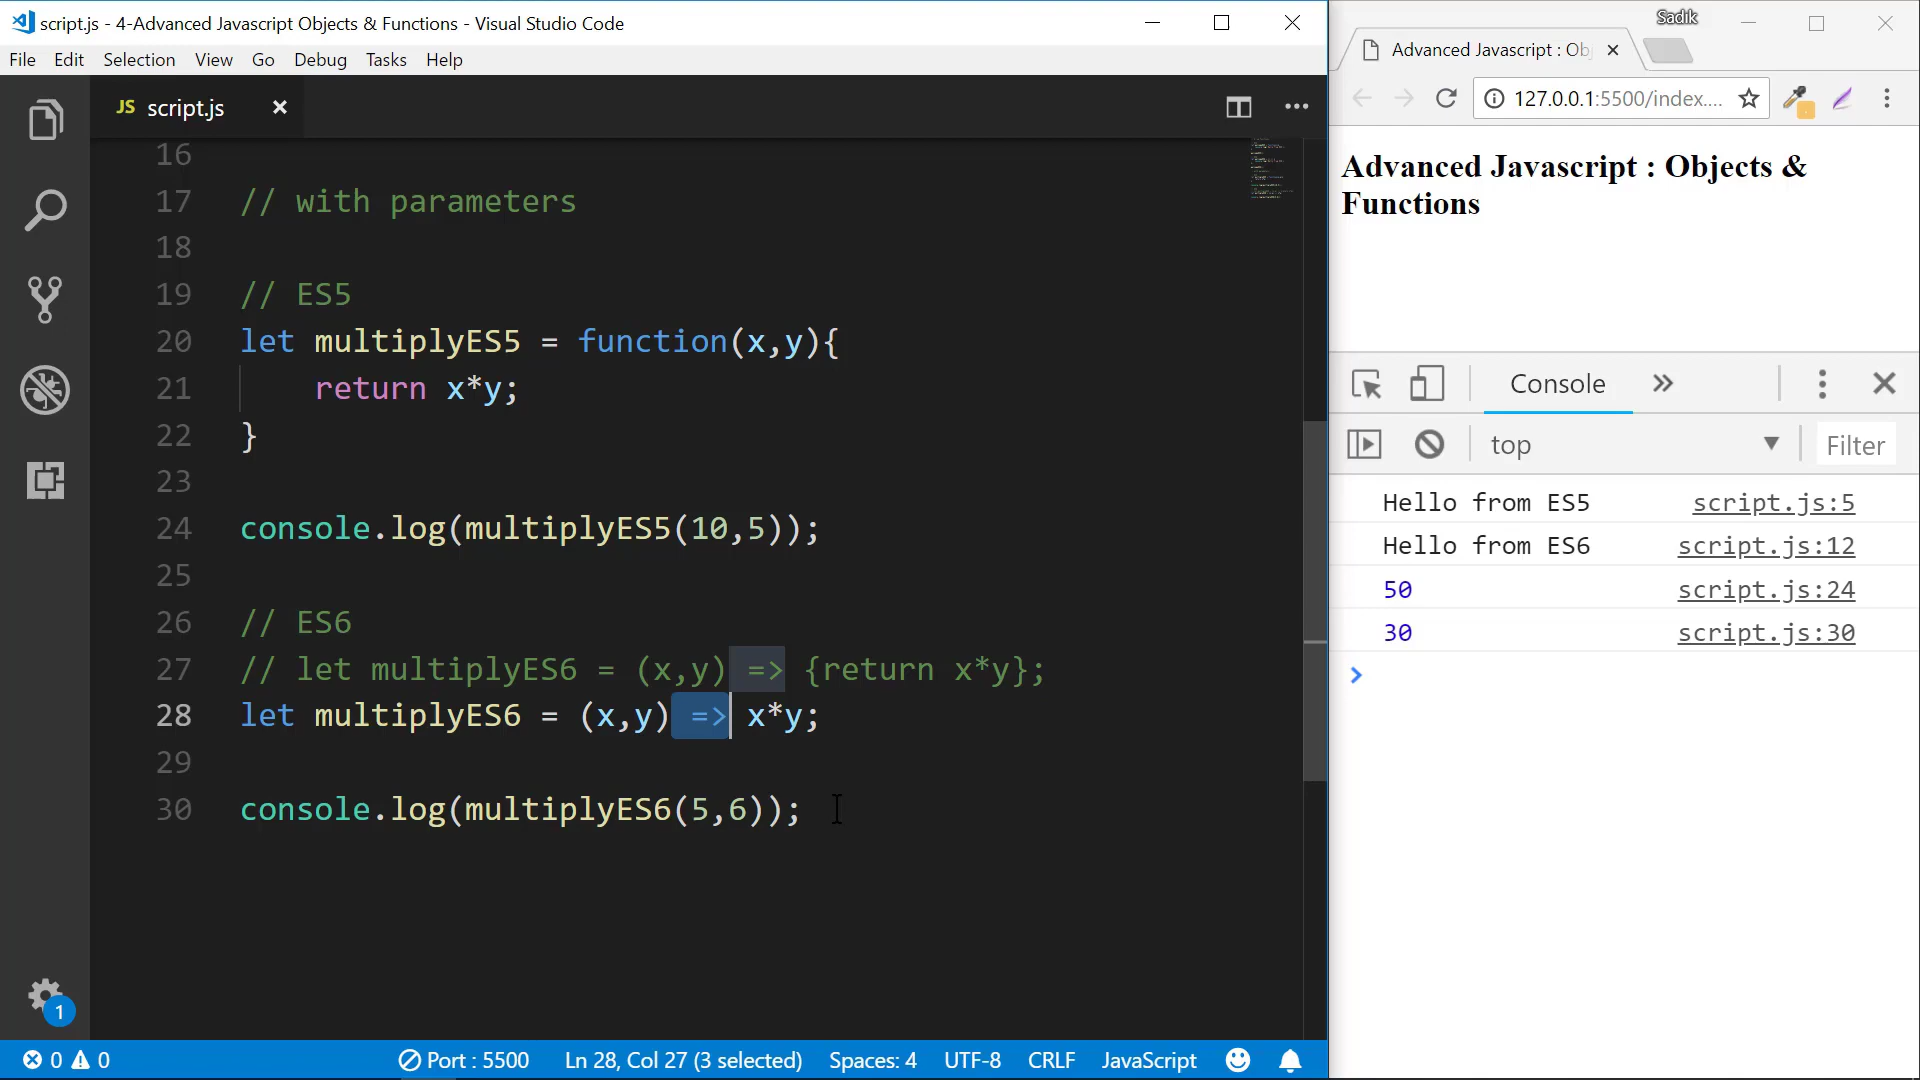 script.js - 4-Advanced Javascript Objects & Functions - Visual Studio Code
File Edit Selection View Go Debug Tasks Help
JS script.js
16
17 // with parameters
18
19 // ES5
20 let multiplyES5 = function(x,y){
21 return x*y;
22 }
23
24 console.log(multiplyES5(10,5));
25
26 // ES6
27 // let multiplyES6 = (x,y) => {return x*y};
28 let multiplyES6 = (x,y) => x*y;
29
30 console.log(multiplyES6(5,6));
1
0 0 Port : 5500 Ln 28, Col 27 (3 selected) Spaces: 4 UTF-8 CRLF JavaScript
Sadik
Advanced Javascript : Ob
127.0.0.1:5500/index....
Advanced Javascript : Objects &
Functions
Console
top Filter
Hello from ES5 script.js:5
Hello from ES6 script.js:12
50 script.js:24
30 script.js:30